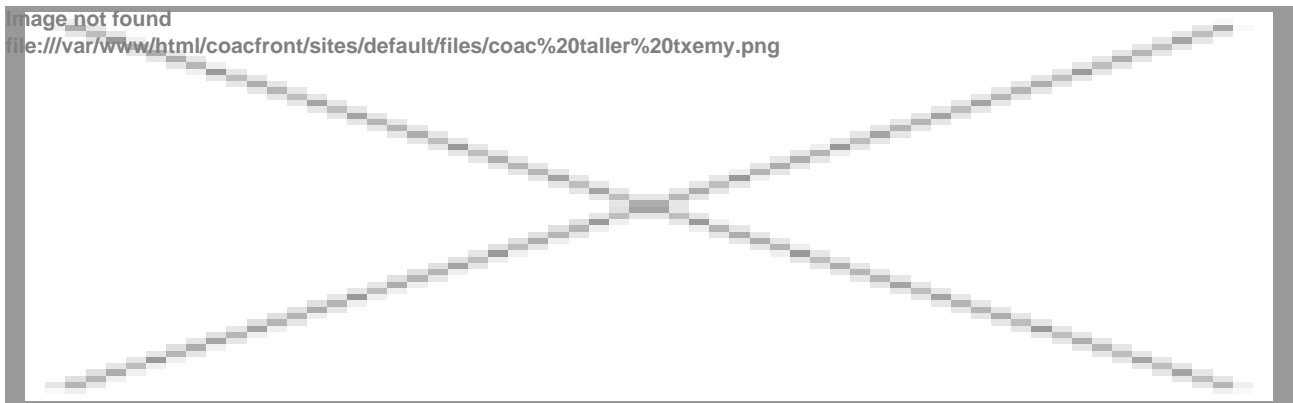 Image not found
file:///var/www/html/coacfront/sites/default/files/coac%20taller%20txemy.png